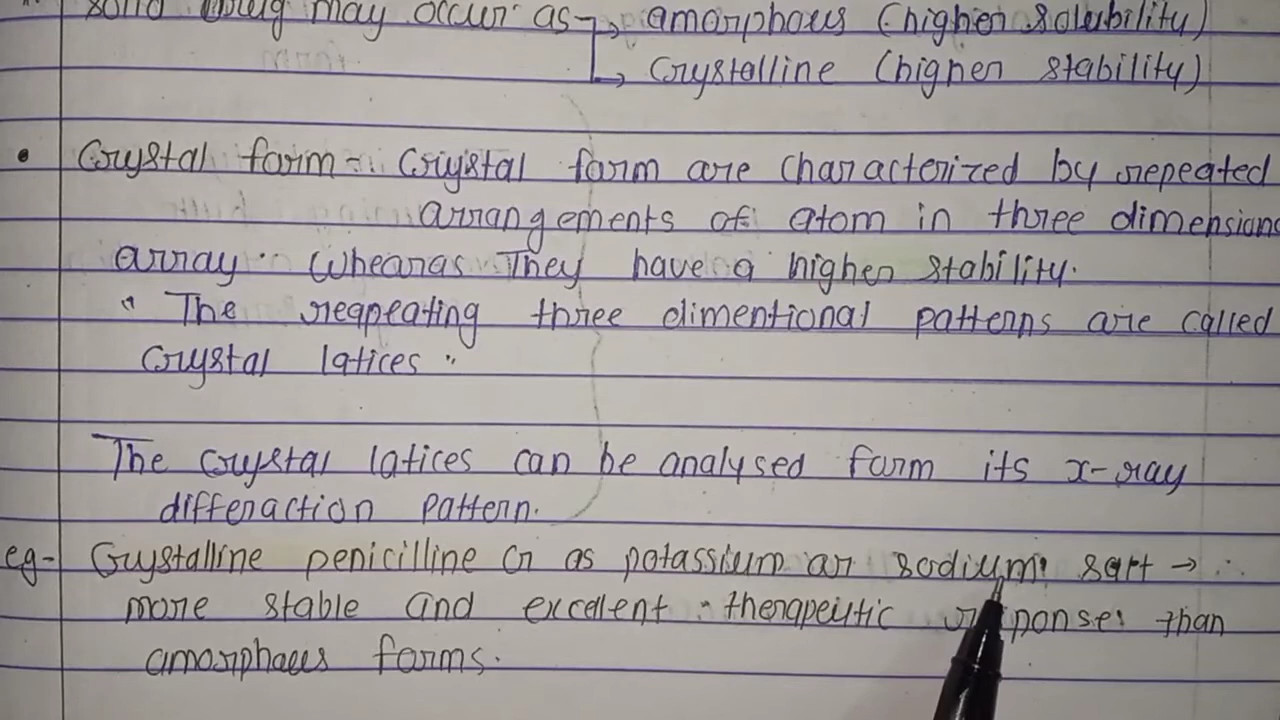 solid drug may occur as → amorphous (higher solubility)
→ Crystalline (higher stability)
• Crystal form - Criystal form are characterized by repeated
arrangements of atom in three dimension
array. Whearas They have a higher stability.
" The reapeating three dimentional patterns are called
crystal latices "
The crystal latices can be analysed form its x-ray
differaction pattern.
eg- Crystalline penicilline G as potassium or sodium salt → ∴
more stable and excellent therapeutic responses than
amorphous forms.